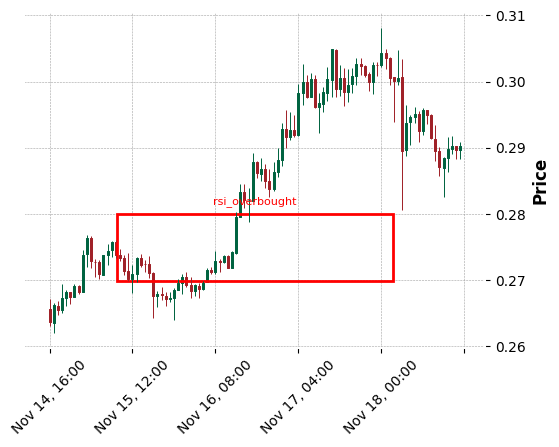 0.31
0.30
0.29
rsi_overbought
0.28
0.27
0.26
Price
Nov 14, 16:00
Nov 15, 12:00
Nov 16, 08:00
Nov 17, 04:00
Nov 18, 00:00